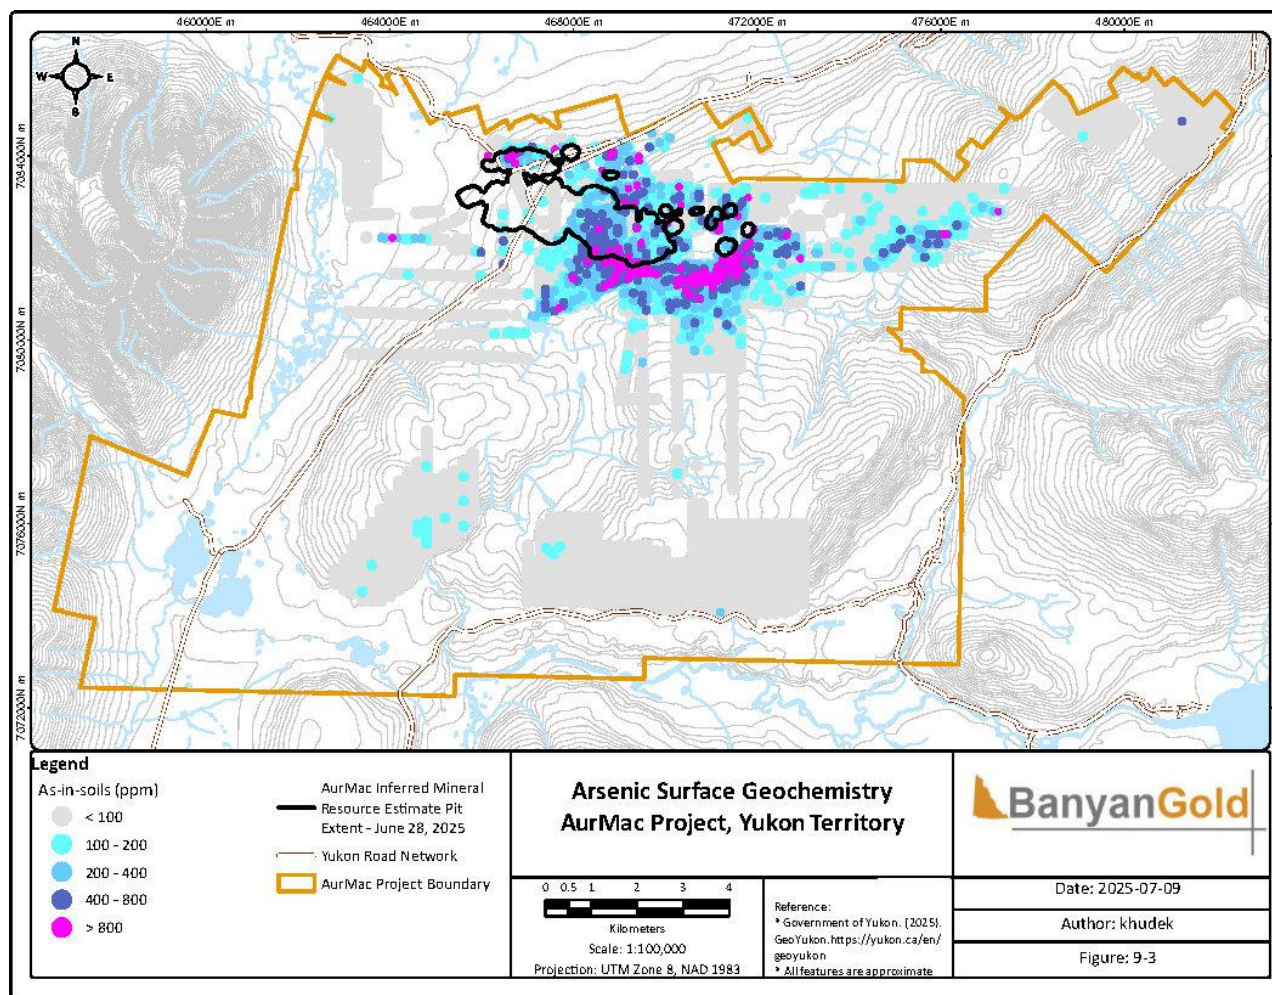 460000E m 464000E m 468000E m 472000E m 476000E m 480000E m
N
W E
S
7084000N m
7080000N m
7076000N m
7072000N m
Legend
As-in-soils (ppm)
< 100
100 - 200
200 - 400
400 - 800
> 800
AurMac Inferred Mineral
Resource Estimate Pit
Extent - June 28, 2025
Yukon Road Network
AurMac Project Boundary
Arsenic Surface Geochemistry
AurMac Project, Yukon Territory
0 0.5 1 2 3 4
Kilometers
Scale: 1:100,000
Projection: UTM Zone 8, NAD 1983
Reference:
* Government of Yukon. (2025).
GeoYukon.https://yukon.ca/en/
geoyukon
* All features are approximate
BanyanGold
Date: 2025-07-09
Author: khudek
Figure: 9-3